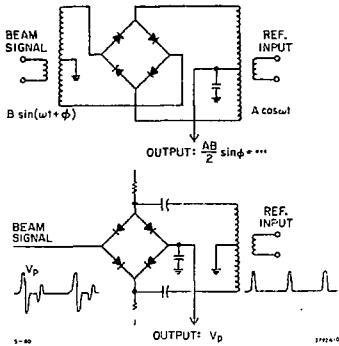 BEAM
SIGNAL
REF.
INPUT
B sin(ωt+φ)
A cosωt
OUTPUT: AB/2 sinφ+•••
BEAM
SIGNAL
REF.
INPUT
Vp
OUTPUT: Vp
5-80